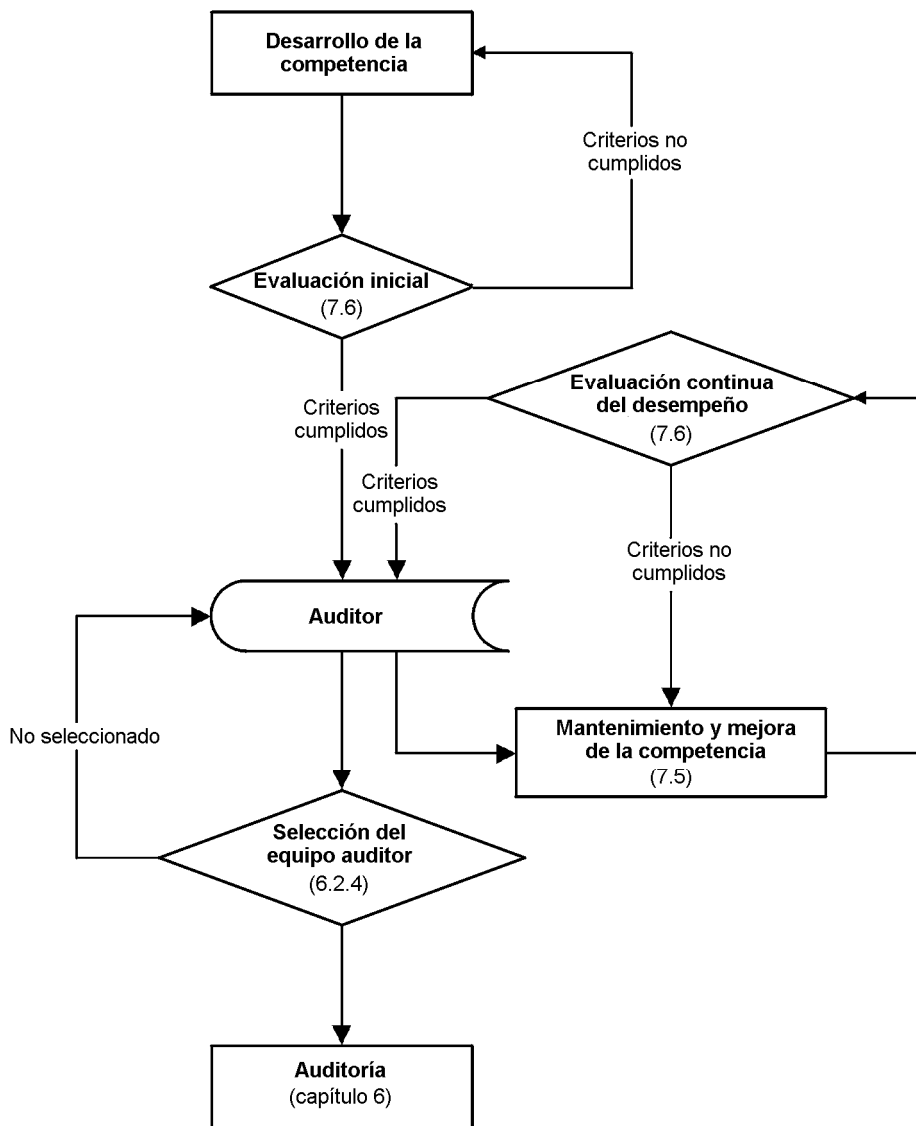 Desarrollo de la
competencia
Criterios no
cumplidos
Evaluación inicial
(7.6)
Evaluación continua
del desempeño
(7.6)
Criterios
cumplidos
Criterios
cumplidos
Criterios no
cumplidos
Auditor
No seleccionado
Mantenimiento y mejora
de la competencia
(7.5)
Selección del
equipo auditor
(6.2.4)
Auditoría
(capítulo 6)